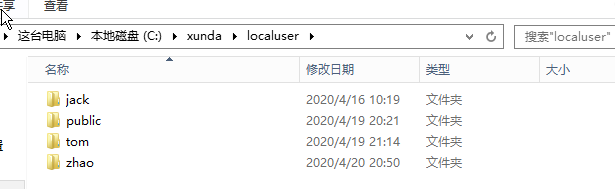 享 查看
这台电脑 本地磁盘 (C:) xunda localuser 搜索"localuser"
名称 修改日期 类型 大小
jack 2020/4/16 10:19 文件夹
public 2020/4/19 20:21 文件夹
tom 2020/4/19 21:14 文件夹
zhao 2020/4/20 20:50 文件夹